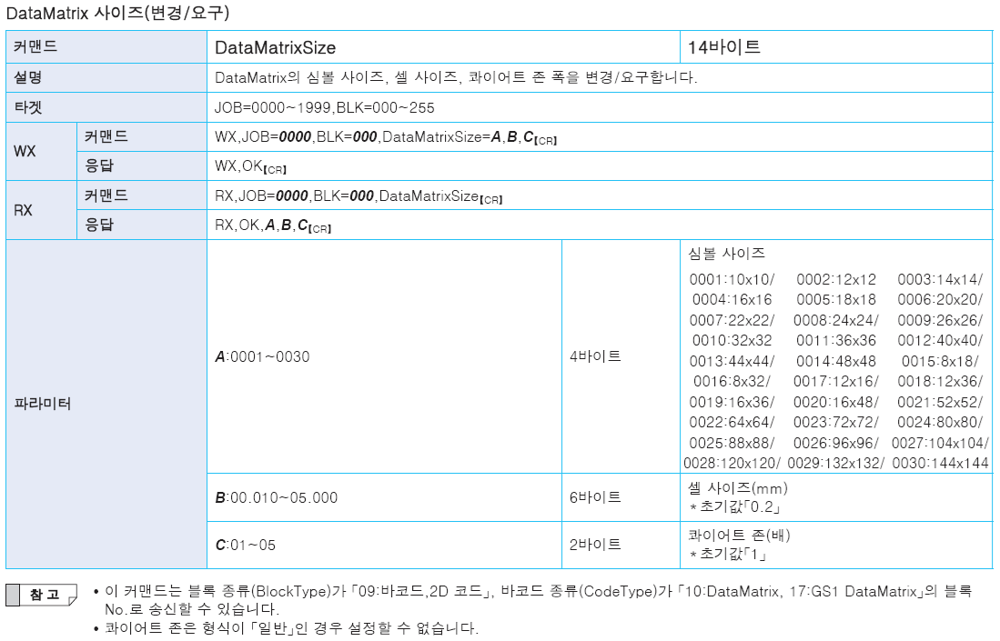 DataMatrix 사이즈(변경/요구)
커맨드 DataMatrixSize 14바이트
설명 DataMatrix의 심볼 사이즈, 셀 사이즈, 콰이어트 존 폭을 변경/요구합니다.
타겟 JOB=0000~1999,BLK=000~255
WX 커맨드 WX,JOB=0000,BLK=000,DataMatrixSize=A,B,C【CR】
응답 WX,OK【CR】
RX 커맨드 RX,JOB=0000,BLK=000,DataMatrixSize【CR】
응답 RX,OK,A,B,C【CR】
파라미터
A:0001~0030 4바이트
심볼 사이즈
0001:10x10/ 0002:12x12 0003:14x14/
0004:16x16 0005:18x18 0006:20x20/
0007:22x22/ 0008:24x24/ 0009:26x26/
0010:32x32 0011:36x36 0012:40x40/
0013:44x44/ 0014:48x48 0015:8x18/
0016:8x32/ 0017:12x16/ 0018:12x36/
0019:16x36/ 0020:16x48/ 0021:52x52/
0022:64x64/ 0023:72x72/ 0024:80x80/
0025:88x88/ 0026:96x96/ 0027:104x104/
0028:120x120/ 0029:132x132/ 0030:144x144
B:00.010~05.000 6바이트
셀 사이즈(mm)
*초기값「0.2」
C:01~05 2바이트
콰이어트 존(배)
*초기값「1」
참 고
• 이 커맨드는 블록 종류(BlockType)가 「09:바코드,2D 코드」, 바코드 종류(CodeType)가 「10:DataMatrix, 17:GS1 DataMatrix」의 블록
No.로 송신할 수 있습니다.
• 콰이어트 존은 형식이 「일반」인 경우 설정할 수 없습니다.